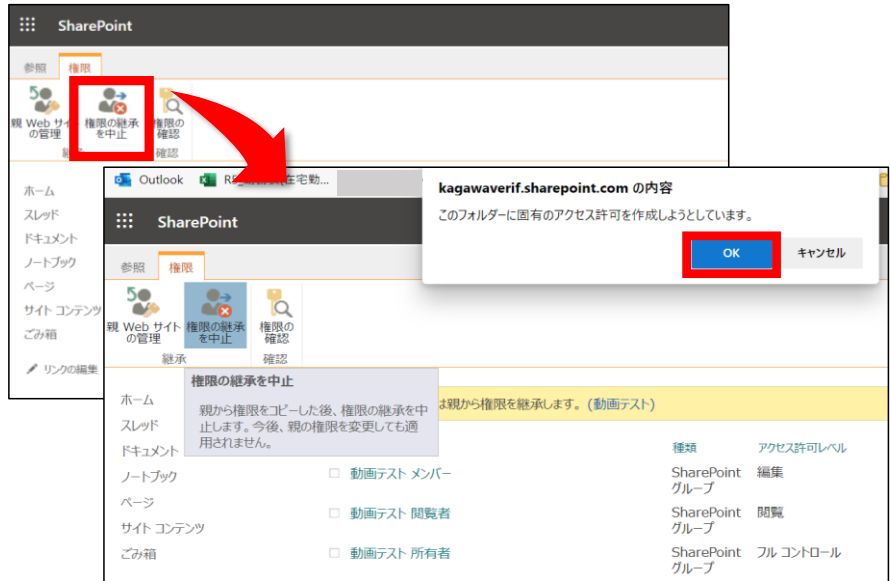 SharePoint
参照
権限
親 Web サイト
の管理
権限の継承
を中止
権限の
確認
確認
ホーム
スレッド
ドキュメント
ノートブック
ページ
サイト コンテンツ
ごみ箱
リンクの編集
Outlook
在宅勤...
kagawaverif.sharepoint.com の内容
このフォルダーに固有のアクセス許可を作成しようとしています。
OK
キャンセル
SharePoint
参照
権限
親 Web サイト
の管理
権限の継承
を中止
権限の
確認
継承
確認
権限の継承を中止
親から権限をコピーした後、権限の継承を中
止します。今後、親の権限を変更しても適
用されません。
は親から権限を継承します。 (動画テスト)
ホーム
スレッド
ドキュメント
ノートブック
ページ
サイト コンテンツ
ごみ箱
種類
アクセス許可レベル
動画テスト メンバー
SharePoint
グループ
編集
動画テスト 閲覧者
SharePoint
グループ
閲覧
動画テスト 所有者
SharePoint
グループ
フル コントロール